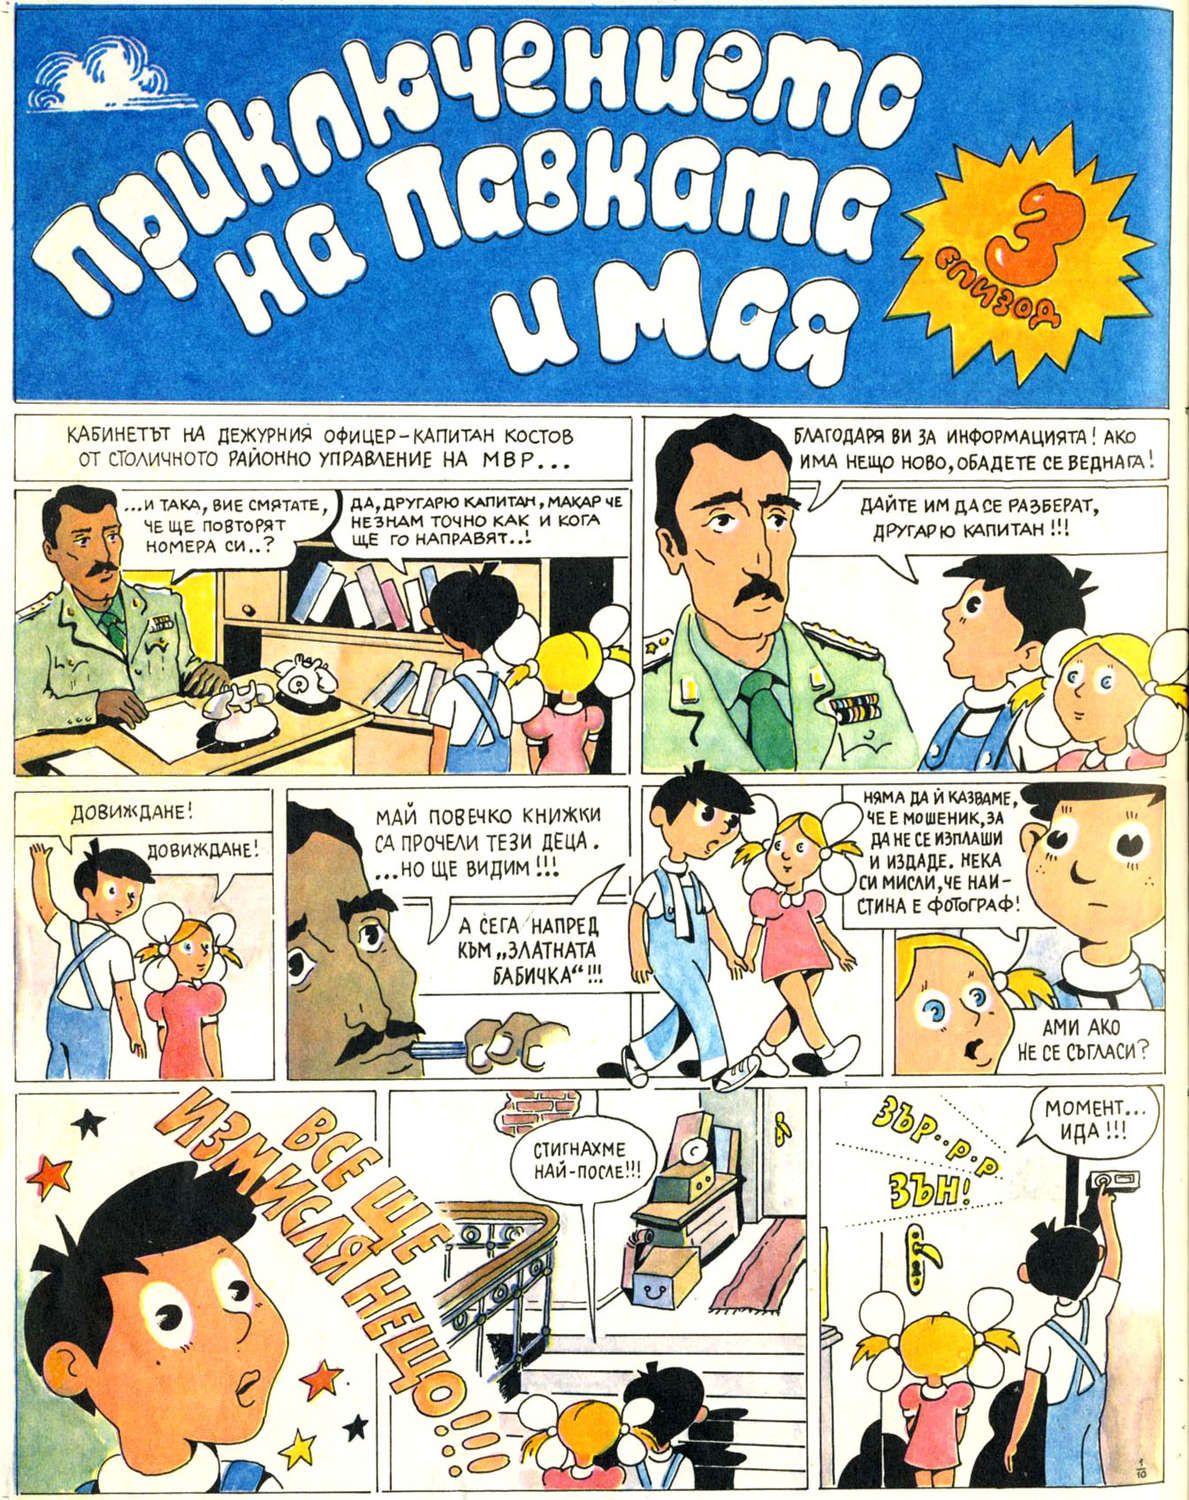 Приключението
на Павката
и Мая
3
епизод
КАБИНЕТЪТ НА ДЕЖУРНИЯ ОФИЦЕР-КАПИТАН КОСТОВ
ОТ СТОЛИЧНОТО РАЙОННО УПРАВЛЕНИЕ НА МВР...
...И ТАКА, ВИЕ СМЯТАТЕ,
ЧЕ ЩЕ ПОВТОРЯТ
НОМЕРА СИ..?
ДА, ДРУГАРЮ КАПИТАН, МАКАР ЧЕ
НЕ ЗНАМ ТОЧНО КАК И КОГА
ЩЕ ГО НАПРАВЯТ..!
БЛАГОДАРЯ ВИ ЗА ИНФОРМАЦИЯТА! АКО
ИМА НЕЩО НОВО, ОБАДЕТЕ СЕ ВЕДНАГА!
ДАЙТЕ ИМ ДА СЕ РАЗБЕРАТ,
ДРУГАРЮ КАПИТАН!!!
ДОВИЖДАНЕ!
ДОВИЖДАНЕ!
МАЙ ПОВЕЧКО КНИЖКИ
СА ПРОЧЕЛИ ТЕЗИ ДЕЦА.
...НО ЩЕ ВИДИМ!!!
А СЕГА НАПРЕД
КЪМ „ЗЛАТНАТА
БАБИЧКА“!!!
НЯМА ДА Ѝ КАЗВАМЕ,
ЧЕ Е МОШЕНИК, ЗА
ДА НЕ СЕ ИЗПЛАШИ
И ИЗДАДЕ. НЕКА
СИ МИСЛИ, ЧЕ НАИ-
СТИНА Е ФОТОГРАФ!
АМИ АКО
НЕ СЕ СЪГЛАСИ?
ВСЕ ЩЕ
ИЗМИСЛЯ НЕЩО!!!
СТИГНАХМЕ
НАЙ-ПОСЛЕ!!!
ЗЪР..Р.Р.Р
ЗЪН!
МОМЕНТ...
ИДА!!!
1/10